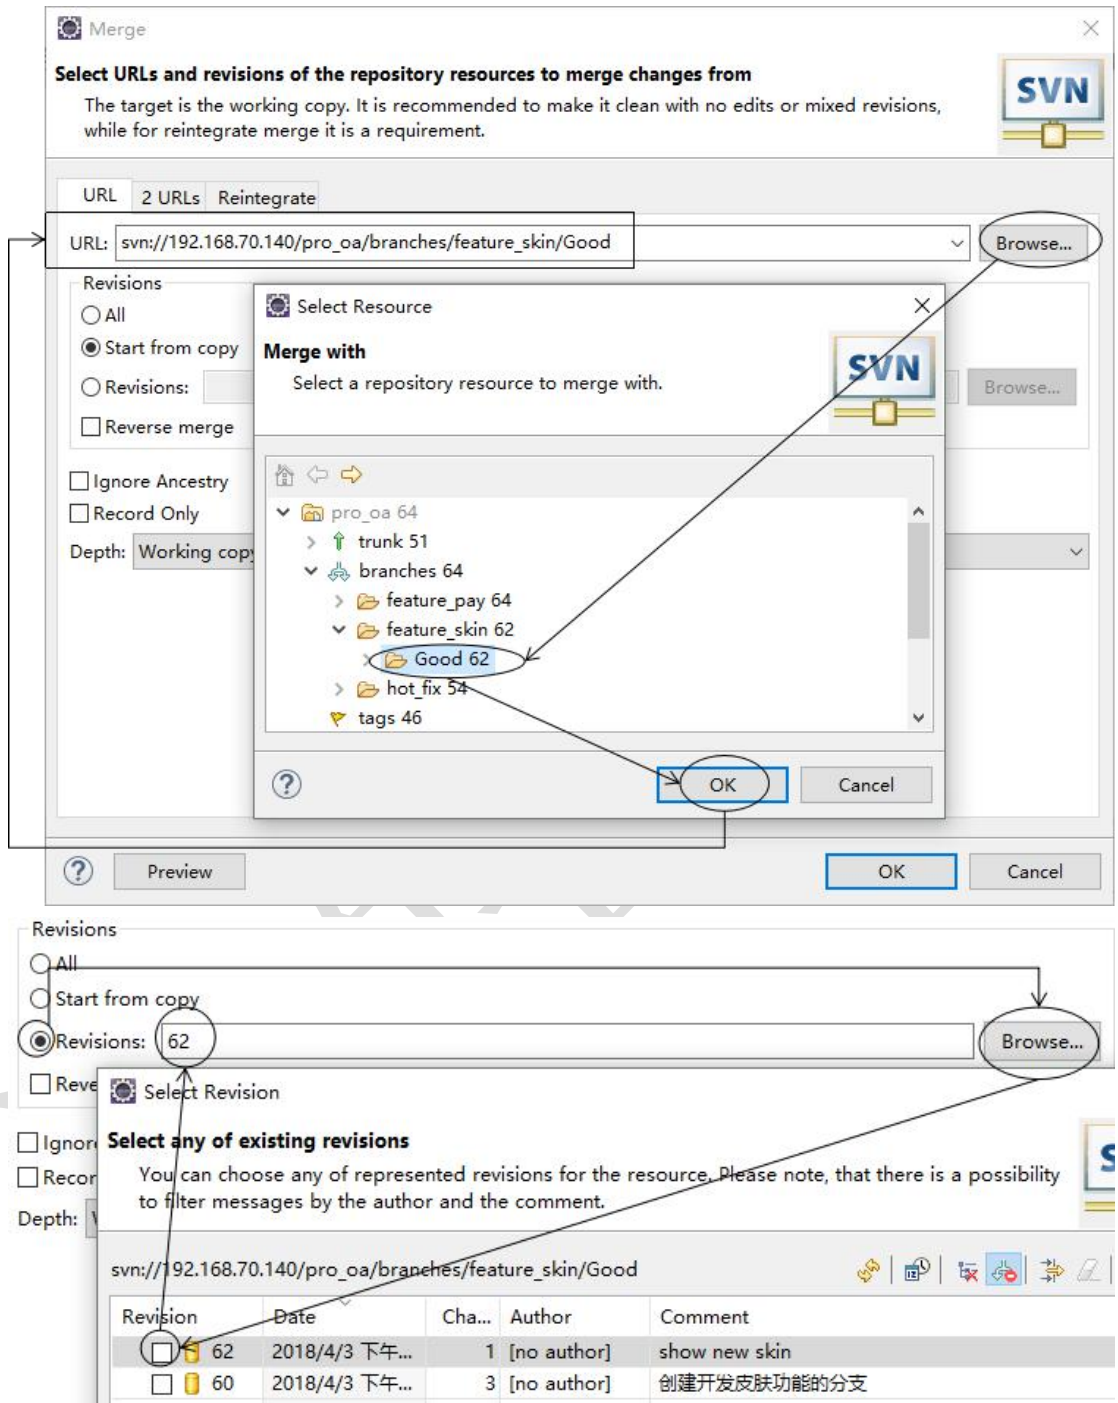 Merge
Select URLs and revisions of the repository resources to merge changes from
The target is the working copy. It is recommended to make it clean with no edits or mixed revisions,
while for reintegrate merge it is a requirement.
SVN
URL 2 URLs Reintegrate
URL: svn://192.168.70.140/pro_oa/branches/feature_skin/Good Browse...
Revisions
All
Start from copy
Revisions: Browse...
Reverse merge
Ignore Ancestry
Record Only
Depth: Working copy
Select Resource
Merge with
Select a repository resource to merge with.
SVN
pro_oa 64
trunk 51
branches 64
feature_pay 64
feature_skin 62
Good 62
hot_fix 54
tags 46
OK Cancel
Preview OK Cancel
Revisions
All
Start from copy
Revisions: 62 Browse...
Reve
Ignor
Recor
Depth:
Select Revision
Select any of existing revisions
You can choose any of represented revisions for the resource. Please note, that there is a possibility
to filter messages by the author and the comment.
S
svn://192.168.70.140/pro_oa/branches/feature_skin/Good
Revision Date Cha... Author Comment
62 2018/4/3 下午... 1 [no author] show new skin
60 2018/4/3 下午... 3 [no author] 创建开发皮肤功能的分支